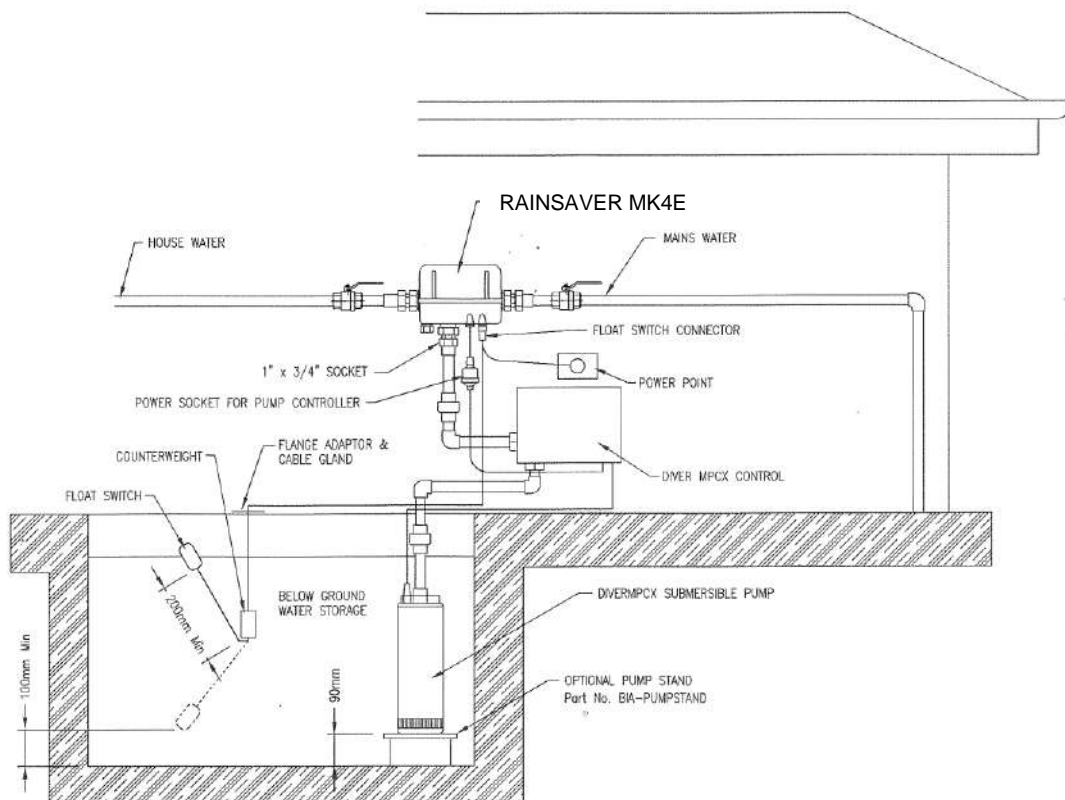 RAINSAVER MK4E
HOUSE WATER
MAINS WATER
FLOAT SWITCH CONNECTOR
1" x 3/4" SOCKET
POWER POINT
POWER SOCKET FOR PUMP CONTROLLER
FLANGE ADAPTOR &
CABLE GLAND
COUNTERWEIGHT
DIVER MPCX CONTROL
FLOAT SWITCH
BELOW GROUND
WATER STORAGE
200mm Min
DIVERMPCX SUBMERSIBLE PUMP
100mm Min
90mm
OPTIONAL PUMP STAND
Part No. BIA-PUMPSTAND